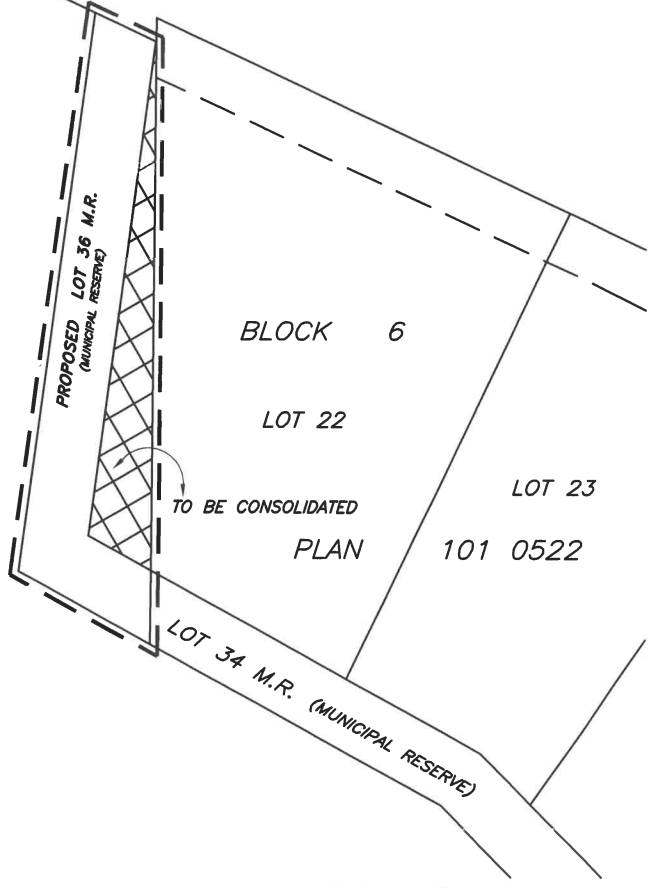 PROPOSED LOT 36 M.R.
(MUNICIPAL RESERVE)
BLOCK 6
LOT 22
LOT 23
TO BE CONSOLIDATED
PLAN 101 0522
LOT 34 M.R. (MUNICIPAL RESERVE)